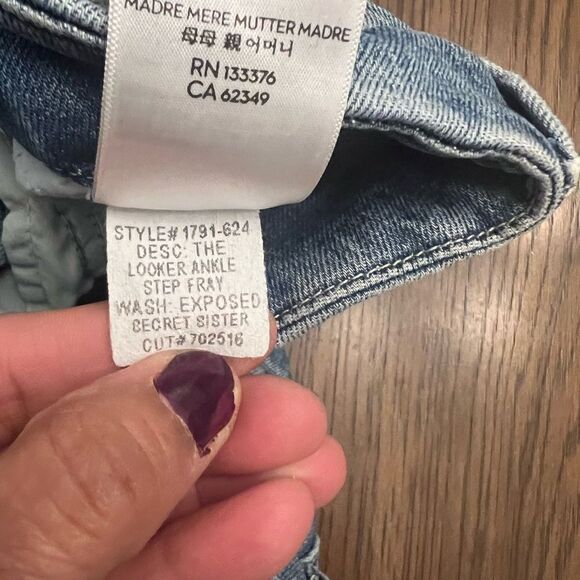 MADRE MERE MUTTER MADRE
母母 親 어머니
RN 133376
CA 62349
STYLE# 1791-624
DESC: THE
LOOKER ANKLE
STEP FRAY
WASH: EXPOSED
SECRET SISTER
CUT# 702516